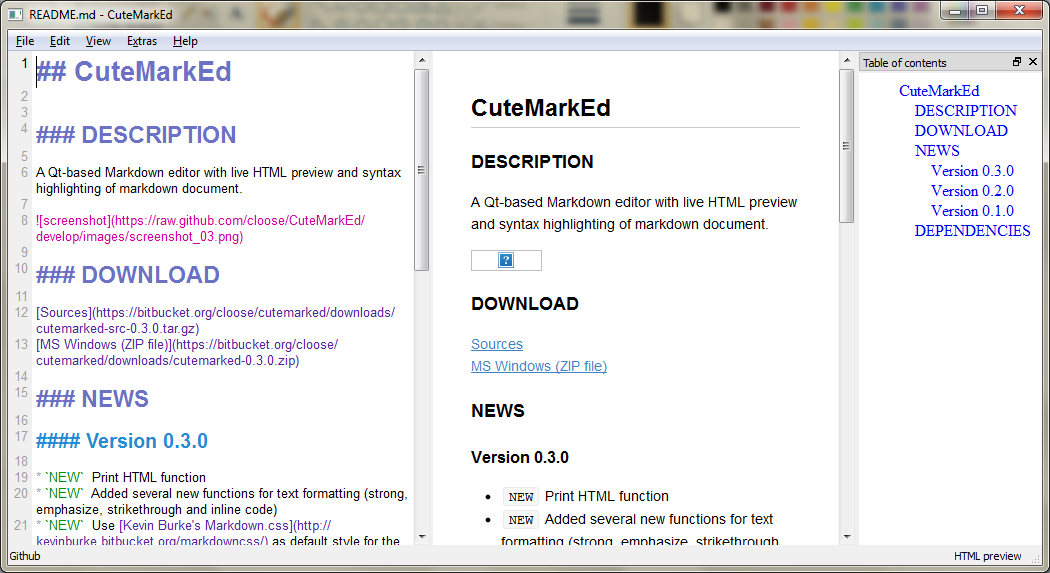 README.md - CuteMarkEd
File Edit View Extras Help
1 ## CuteMarkEd
2
3
4 ### DESCRIPTION
5
6 A Qt-based Markdown editor with live HTML preview and syntax
highlighting of markdown document.
7
8 ![screenshot](https://raw.github.com/cloose/CuteMarkEd/
develop/images/screenshot_03.png)
9
10 ### DOWNLOAD
11
12 [Sources](https://bitbucket.org/cloose/cutemarked/downloads/
cutemarked-src-0.3.0.tar.gz)
13 [MS Windows (ZIP file)](https://bitbucket.org/cloose/
cutemarked/downloads/cutemarked-0.3.0.zip)
14
15 ### NEWS
16
17 #### Version 0.3.0
18
19 * `NEW` Print HTML function
20 * `NEW` Added several new functions for text formatting (strong,
emphasize, strikethrough and inline code)
21 * `NEW` Use [Kevin Burke's Markdown.css](http://
kevinburke.bitbucket.org/markdowncss/) as default style for the
CuteMarkEd
DESCRIPTION
A Qt-based Markdown editor with live HTML preview
and syntax highlighting of markdown document.
?
DOWNLOAD
Sources
MS Windows (ZIP file)
NEWS
Version 0.3.0
• NEW Print HTML function
• NEW Added several new functions for text
formatting (strong, emphasize, strikethrough
Table of contents
CuteMarkEd
DESCRIPTION
DOWNLOAD
NEWS
Version 0.3.0
Version 0.2.0
Version 0.1.0
DEPENDENCIES
Github
HTML preview